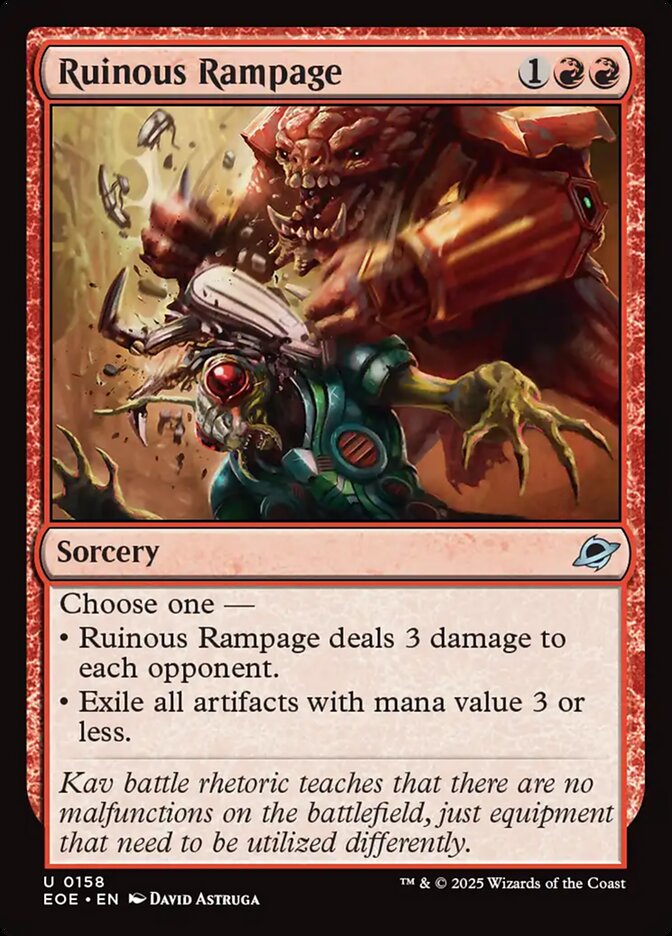 Ruinous Rampage 1
Sorcery
Choose one —
• Ruinous Rampage deals 3 damage to
each opponent.
• Exile all artifacts with mana value 3 or
less.
Kav battle rhetoric teaches that there are no
malfunctions on the battlefield, just equipment
that need to be utilized differently.
U 0158
EOE • EN David Astruga
™ & © 2025 Wizards of the Coast